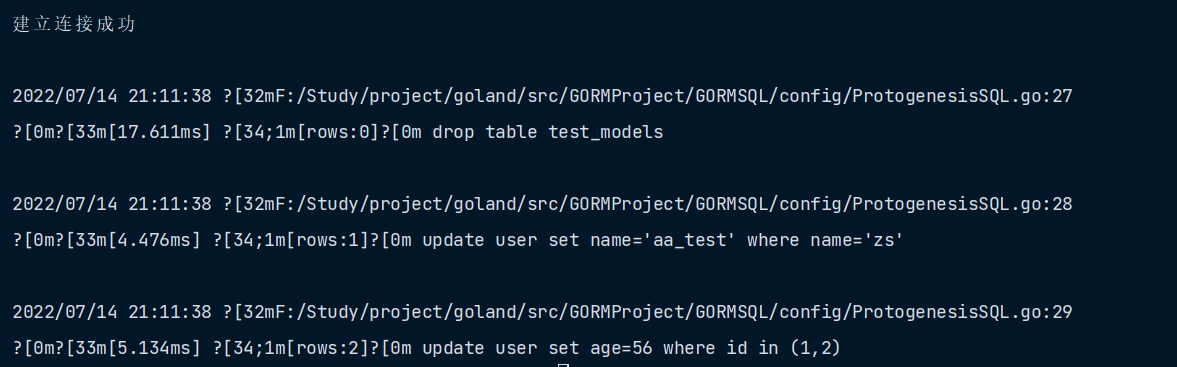 建立连接成功
2022/07/14 21:11:38 ?[32mF:/Study/project/goland/src/GORMProject/GORMSQL/config/ProtogenesisSQL.go:27
?[0m?[33m[17.611ms] ?[34;1m[rows:0]?[0m drop table test_models
2022/07/14 21:11:38 ?[32mF:/Study/project/goland/src/GORMProject/GORMSQL/config/ProtogenesisSQL.go:28
?[0m?[33m[4.476ms] ?[34;1m[rows:1]?[0m update user set name='aa_test' where name='zs'
2022/07/14 21:11:38 ?[32mF:/Study/project/goland/src/GORMProject/GORMSQL/config/ProtogenesisSQL.go:29
?[0m?[33m[5.134ms] ?[34;1m[rows:2]?[0m update user set age=56 where id in (1,2)